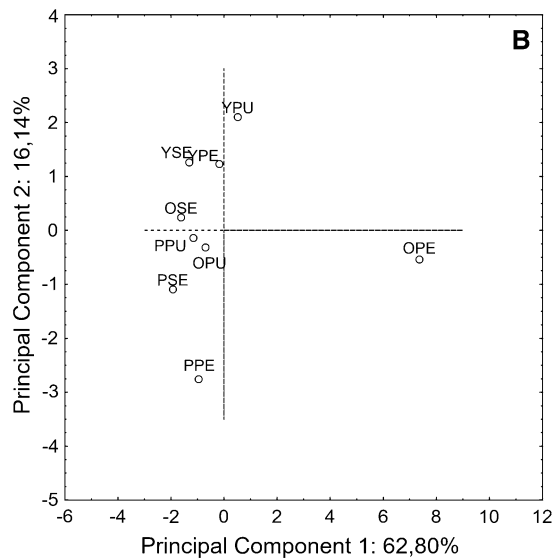 B
4
3
2
1
0
-1
-2
-3
-4
-5
Principal Component 2: 16,14%
YPU
YSE
YPE
OSE
PPU
OPU
OPE
PSE
PPE
-6 -4 -2 0 2 4 6 8 10 12
Principal Component 1: 62,80%